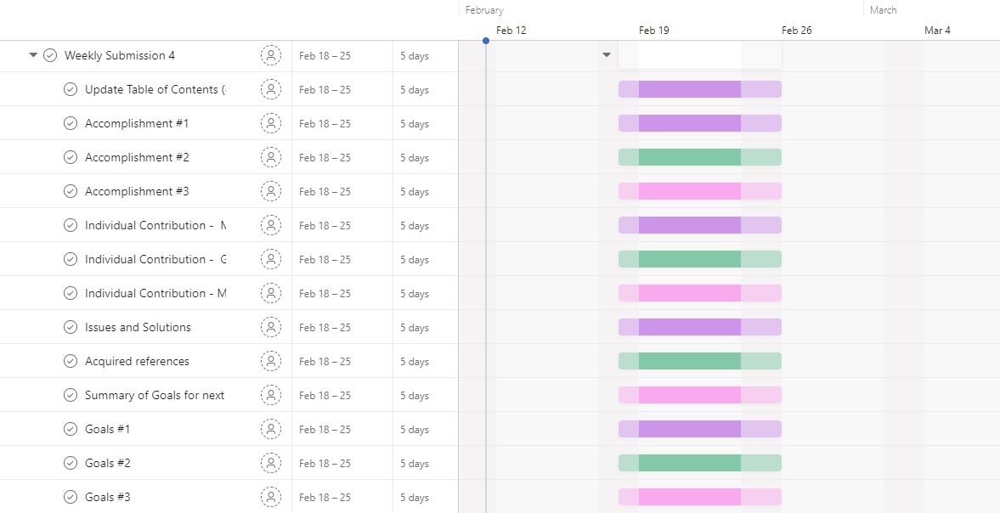 February March
Feb 12 Feb 19 Feb 26 Mar 4
Weekly Submission 4 Feb 18 – 25 5 days
Update Table of Contents ( Feb 18 – 25 5 days
Accomplishment #1 Feb 18 – 25 5 days
Accomplishment #2 Feb 18 – 25 5 days
Accomplishment #3 Feb 18 – 25 5 days
Individual Contribution - Feb 18 – 25 5 days
Individual Contribution - Feb 18 – 25 5 days
Individual Contribution - M Feb 18 – 25 5 days
Issues and Solutions Feb 18 – 25 5 days
Acquired references Feb 18 – 25 5 days
Summary of Goals for next Feb 18 – 25 5 days
Goals #1 Feb 18 – 25 5 days
Goals #2 Feb 18 – 25 5 days
Goals #3 Feb 18 – 25 5 days